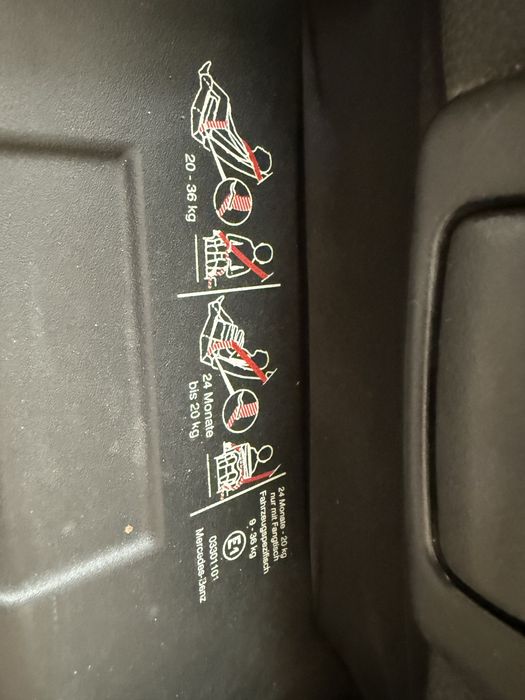 20 - 36 kg
24 Monate
bis 20 kg
24 Monate - 20 kg
nur mit Fangtisch
Fahrzeugspezifisch
9 - 36 kg
E1
03301101
Mercedes-Benz